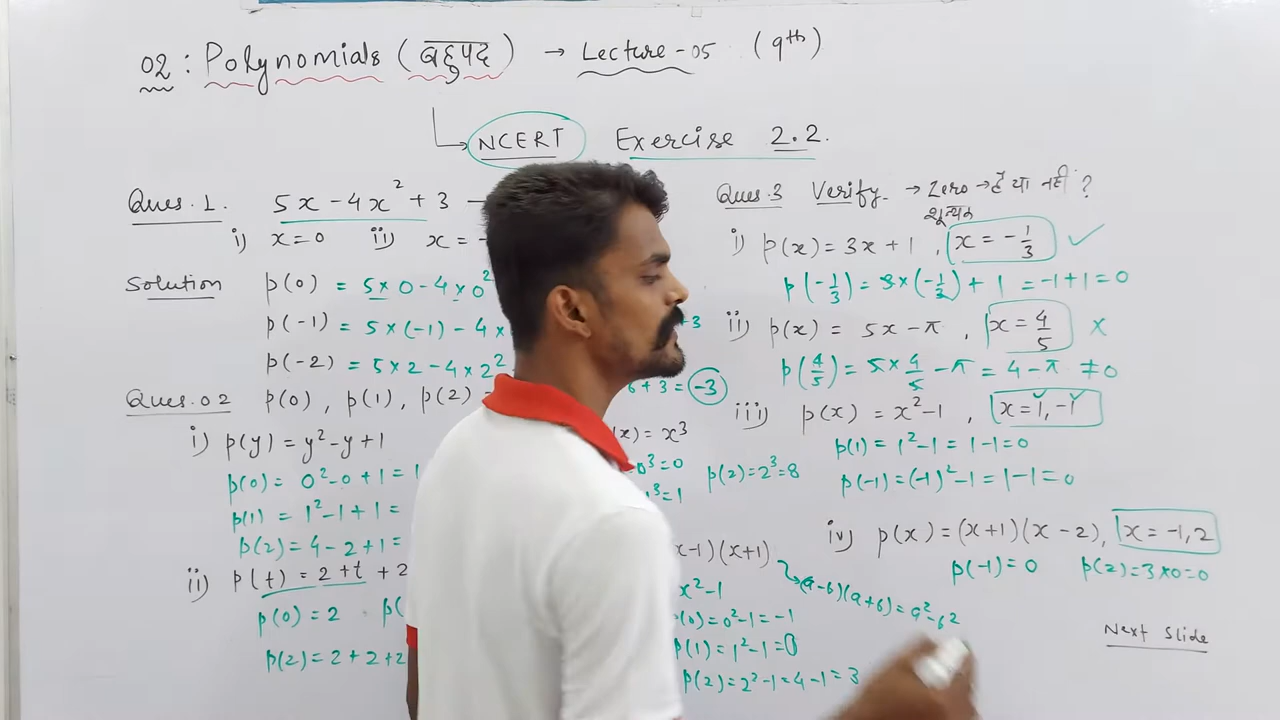 02 : Polynomials (बहुपद) → Lecture-05 (9th)
NCERT Exercise 2.2.
Ques.1. 5x - 4x² + 3 -
i) x=0 ii) x = -
Solution p(0) = 5×0-4×0²
p(-1) = 5×(-1) - 4×
+3
p(-2) = 5×2-4×2²
6+3 = -3
Ques.02 p(0), p(1), p(2)
i) p(y) = y²-y+1
p(0) = 0²-0+1 = 1
p(1) = 1²-1+1 =
p(2) = 4-2+1 =
ii) p(t) = 2+t+2
p(0) = 2 p(
p(2) = 2+2+2
(x) = x³
0³=0
1³=1
p(2)=2³=8
x-1)(x+1)
(a-b)(a+b) = a²-b²
x²-1
p(0)=0²-1=-1
p(1)=1²-1=0
p(2)=2²-1=4-1=3
Ques.3 Verify → Zero → है या नहीं ?
शून्यक
i) p(x) = 3x+1, x = -1/3 ✓
p(-1/3) = 3×(-1/3) + 1 = -1+1 = 0
ii) p(x) = 5x-π, x = 4/5 ×
p(4/5) = 5×4/5 - π = 4-π ≠0
iii) p(x) = x²-1, x=1,-1
p(1) = 1²-1 = 1-1=0
p(-1) = (-1)²-1 = 1-1 = 0
iv) p(x) = (x+1)(x-2), x = -1,2
p(-1)=0 p(2)=3×0=0
Next Slide